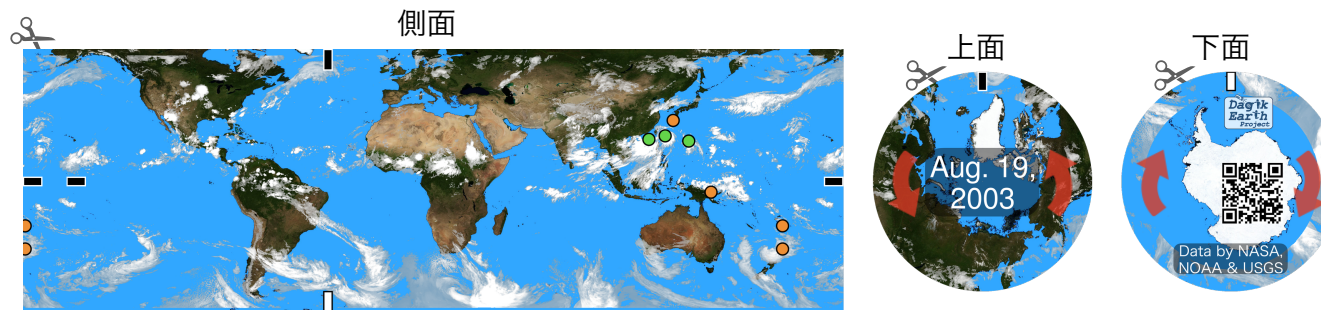 側面
上面
下面
Aug. 19,
2003
Dagik
Earth
Project
Data by NASA,
NOAA & USGS